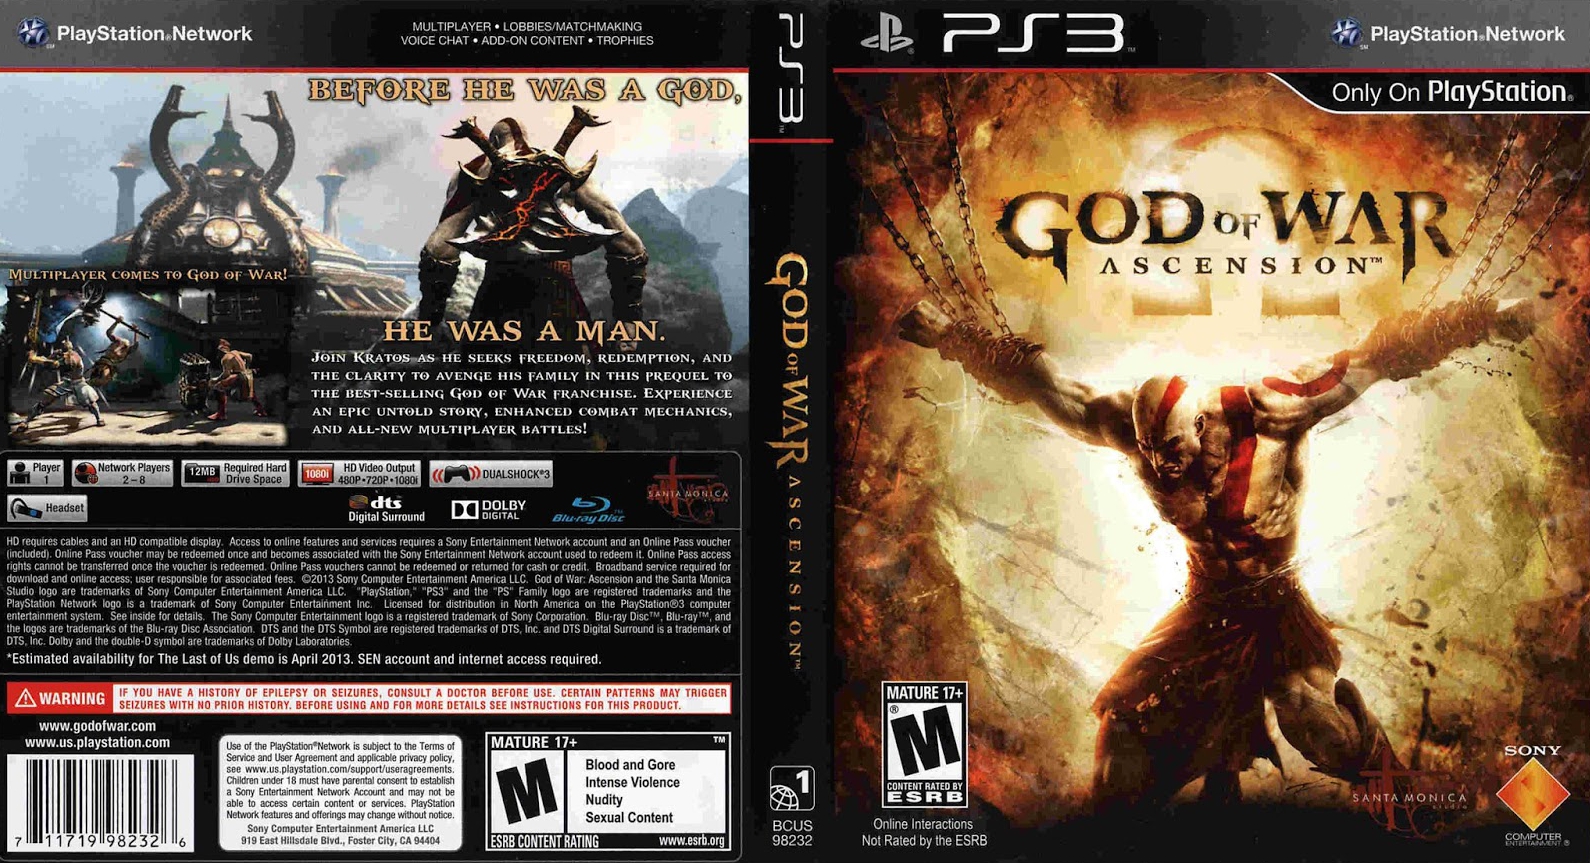 PlayStation®Network
MULTIPLAYER • LOBBIES/MATCHMAKING
VOICE CHAT • ADD-ON CONTENT • TROPHIES
BEFORE HE WAS A GOD,
MULTIPLAYER COMES TO GOD OF WAR!
HE WAS A MAN.
JOIN KRATOS AS HE SEEKS FREEDOM, REDEMPTION, AND
THE CLARITY TO AVENGE HIS FAMILY IN THIS PREQUEL TO
THE BEST-SELLING GOD OF WAR FRANCHISE. EXPERIENCE
AN EPIC UNTOLD STORY, ENHANCED COMBAT MECHANICS,
AND ALL-NEW MULTIPLAYER BATTLES!
Player
1
Network Players
2 – 8
12MB
Required Hard
Drive Space
1080i
HD Video Output
480P•720P•1080i
DUALSHOCK®3
Headset
dts
Digital Surround
DOLBY
DIGITAL
Blu-ray Disc™
SANTA MONICA
studio
HD requires cables and an HD compatible display. Access to online features and services requires a Sony Entertainment Network account and an Online Pass voucher
(included). Online Pass voucher may be redeemed once and becomes associated with the Sony Entertainment Network account used to redeem it. Online Pass access
rights cannot be transferred once the voucher is redeemed. Online Pass vouchers cannot be redeemed or returned for cash or credit. Broadband service required for
download and online access; user responsible for associated fees. ©2013 Sony Computer Entertainment America LLC. God of War: Ascension and the Santa Monica
Studio logo are trademarks of Sony Computer Entertainment America LLC. "PlayStation," "PS3" and the "PS" Family logo are registered trademarks and the
PlayStation Network logo is a trademark of Sony Computer Entertainment Inc. Licensed for distribution in North America on the PlayStation®3 computer
entertainment system. See inside for details. The Sony Computer Entertainment logo is a registered trademark of Sony Corporation. Blu-ray Disc™, Blu-ray™, and
the logos are trademarks of the Blu-ray Disc Association. DTS and the DTS Symbol are registered trademarks of DTS, Inc. and DTS Digital Surround is a trademark of
DTS, Inc. Dolby and the double-D symbol are trademarks of Dolby Laboratories.
*Estimated availability for The Last of Us demo is April 2013. SEN account and internet access required.
WARNING
IF YOU HAVE A HISTORY OF EPILEPSY OR SEIZURES, CONSULT A DOCTOR BEFORE USE. CERTAIN PATTERNS MAY TRIGGER
SEIZURES WITH NO PRIOR HISTORY. BEFORE USING AND FOR MORE DETAILS SEE INSTRUCTIONS FOR THIS PRODUCT.
www.godofwar.com
www.us.playstation.com
7 11719 98232 6
Use of the PlayStation®Network is subject to the Terms of
Service and User Agreement and applicable privacy policy,
see www.us.playstation.com/support/useragreements.
Children under 18 must have parental consent to establish
a Sony Entertainment Network Account and may not be
able to access certain content or services. PlayStation
Network features and offerings may change without notice.
Sony Computer Entertainment America LLC
919 East Hillsdale Blvd., Foster City, CA 94404
MATURE 17+ ™
M
Blood and Gore
Intense Violence
Nudity
Sexual Content
ESRB CONTENT RATING www.esrb.org
PS3™
GOD OF WAR ASCENSION™
1
BCUS
98232
PS3™
PlayStation®Network
Only On PlayStation®
GOD OF WAR
ASCENSION™
MATURE 17+
M®
CONTENT RATED BY
ESRB
Online Interactions
Not Rated by the ESRB
SANTA MONICA
studio
SONY
COMPUTER
ENTERTAINMENT®